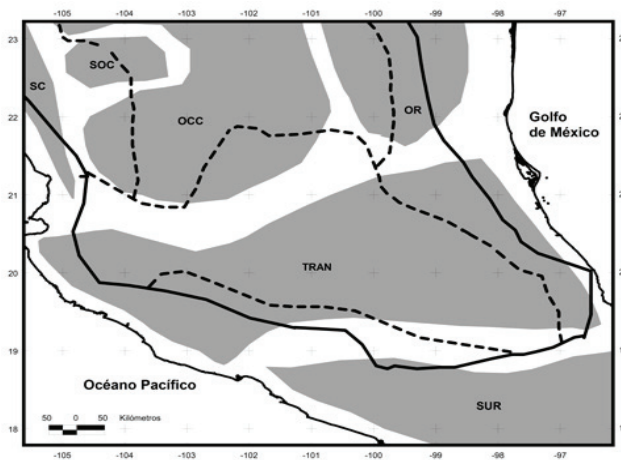 -105 -104 -103 -102 -101 -100 -99 -98 -97
23
SOC
SC
OCC
OR
22
Golfo
de México
21
TRAN
20
19
Océano Pacífico
50 0 50 Kilómetros
SUR
18
-105 -104 -103 -102 -101 -100 -99 -98 -97